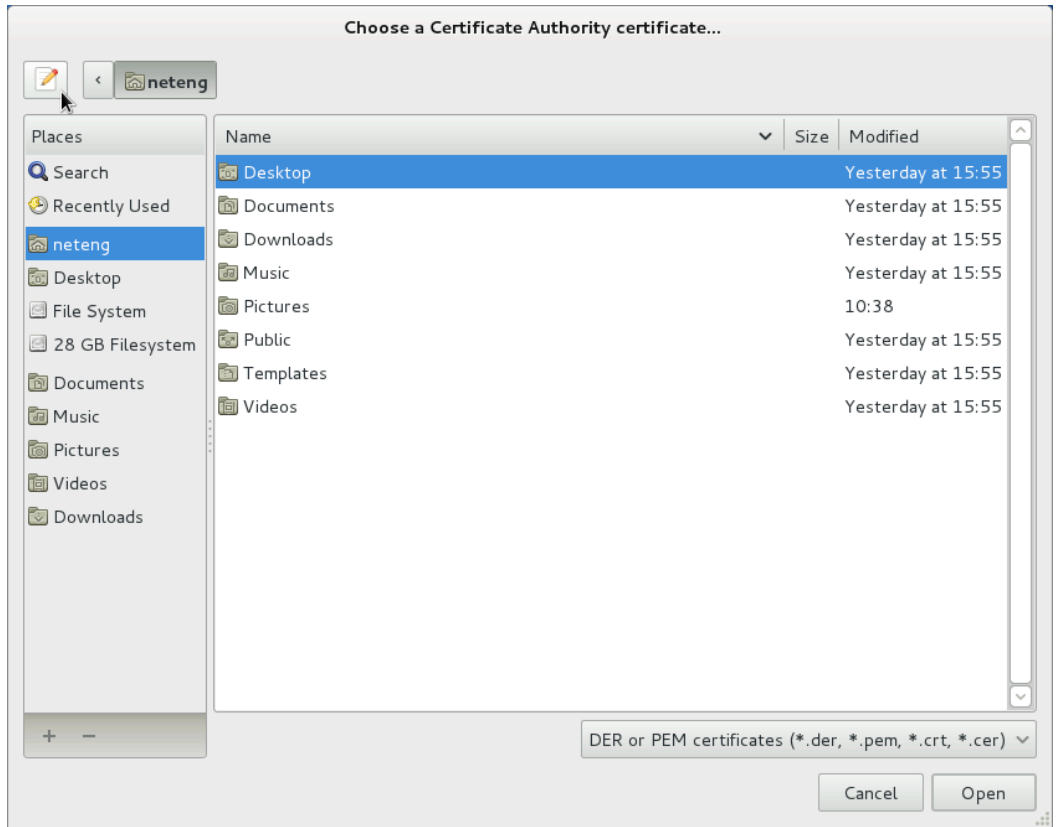 Choose a Certificate Authority certificate...
neteng
Places
Search
Recently Used
neteng
Desktop
File System
28 GB Filesystem
Documents
Music
Pictures
Videos
Downloads
Name Size Modified
Desktop Yesterday at 15:55
Documents Yesterday at 15:55
Downloads Yesterday at 15:55
Music Yesterday at 15:55
Pictures 10:38
Public Yesterday at 15:55
Templates Yesterday at 15:55
Videos Yesterday at 15:55
DER or PEM certificates (*.der, *.pem, *.crt, *.cer)
Cancel Open